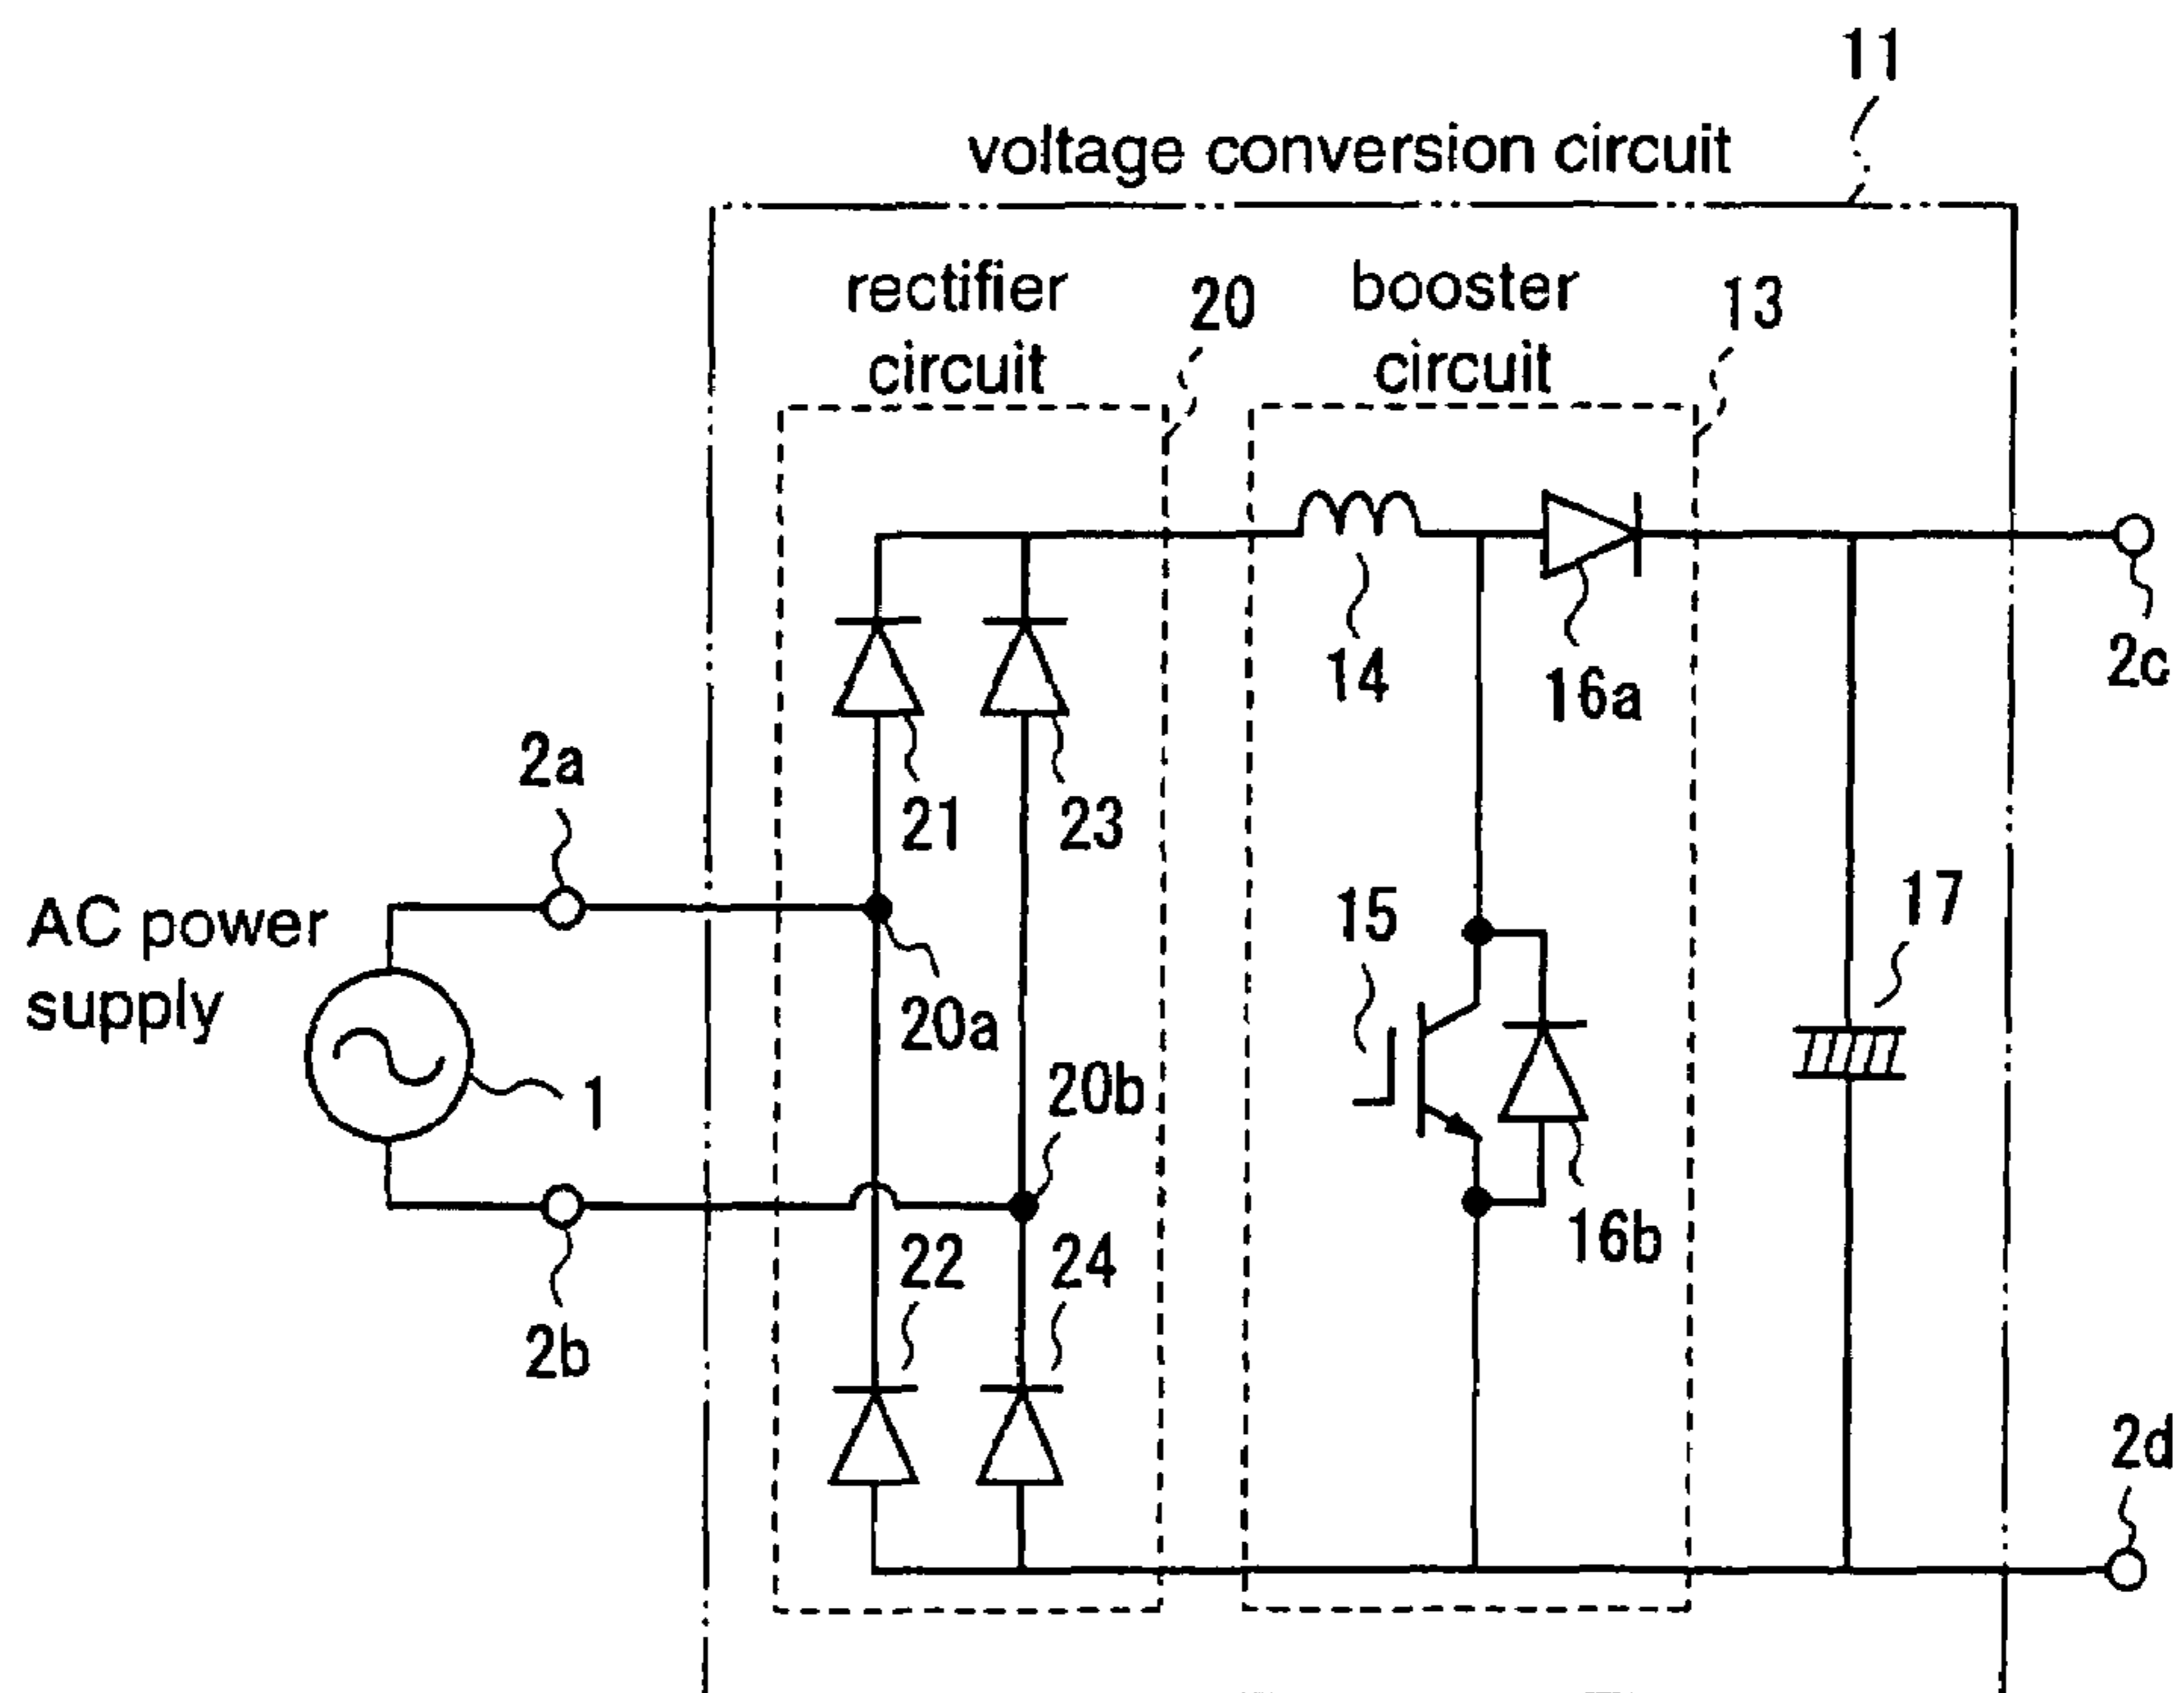 11
voltage conversion circuit
rectifier
circuit
20
booster
circuit
13
14
16a
2c
2a
21
23
15
17
AC power
supply
20a
20b
1
16b
22
24
2b
2d